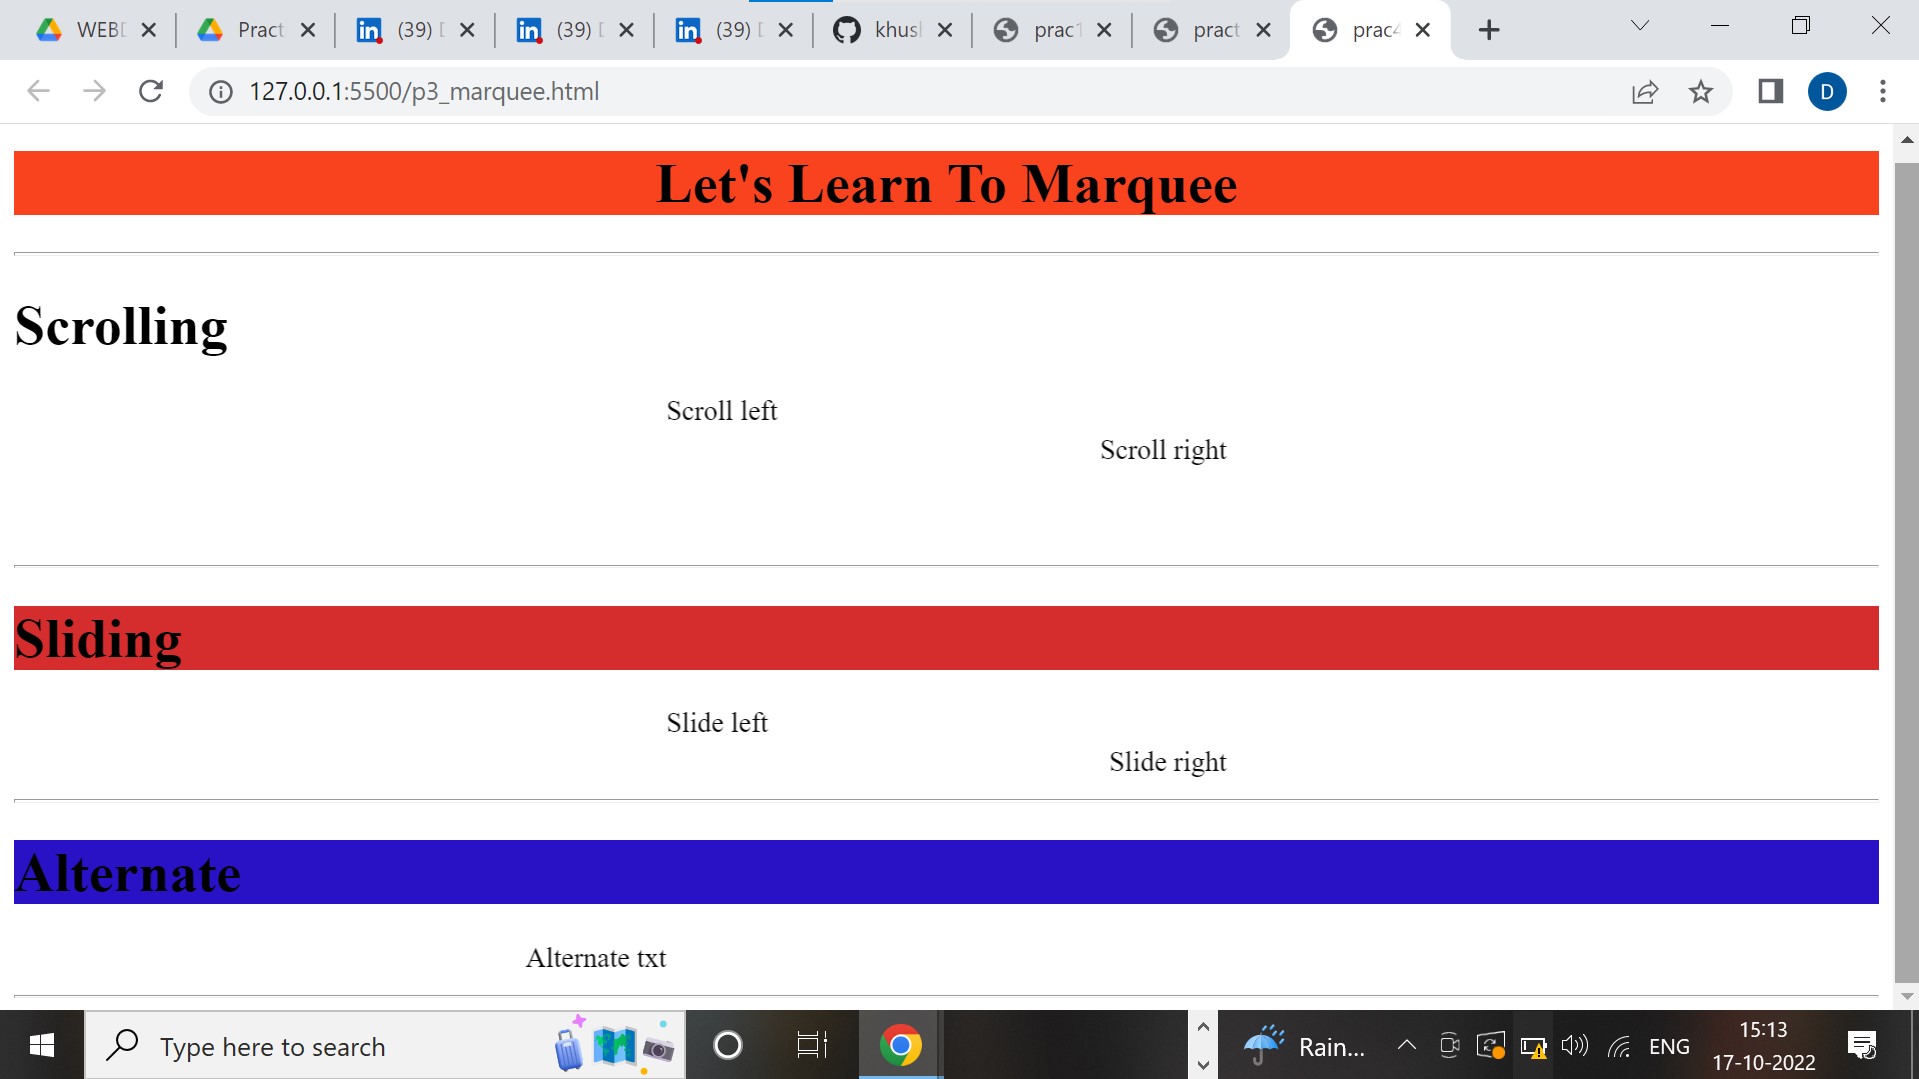 WEBD
Pract
(39)
(39)
(39)
khus
prac1
pract
prac4
127.0.0.1:5500/p3_marquee.html
D
Let's Learn To Marquee
Scrolling
Scroll left
Scroll right
Sliding
Slide left
Slide right
Alternate
Alternate txt
Type here to search
Rain...
ENG
15:13
17-10-2022